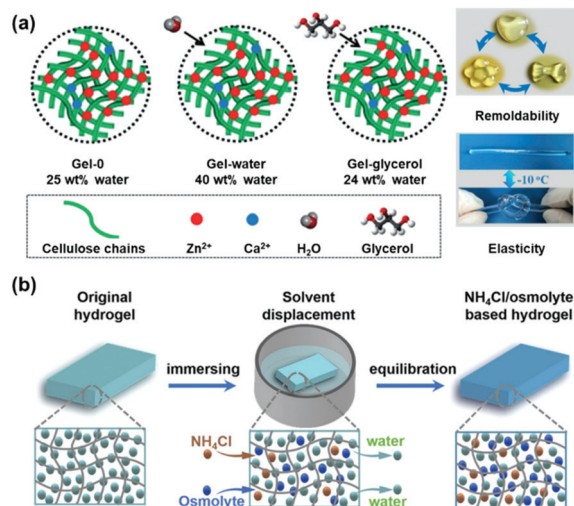 (a)
Gel-0
25 wt% water
Gel-water
40 wt% water
Gel-glycerol
24 wt% water
Remoldability
-10 °C
Elasticity
Cellulose chains
Zn²⁺
Ca²⁺
H₂O
Glycerol
(b)
Original
hydrogel
Solvent
displacement
NH₄Cl/osmolyte
based hydrogel
immersing
equilibration
NH₄Cl
water
Osmolyte
water